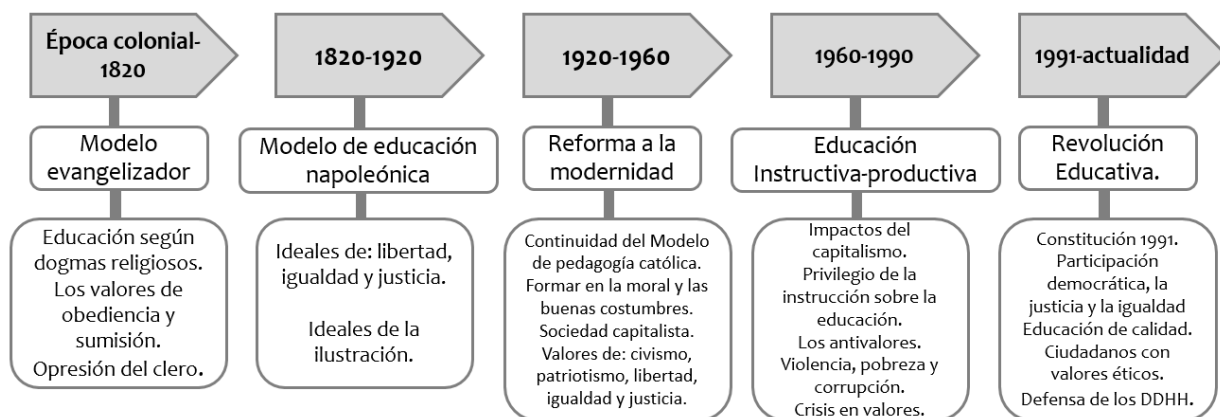 Época colonial-
1820
1820-1920
1920-1960
1960-1990
1991-actualidad
Modelo
evangelizador
Modelo de educación
napoleónica
Reforma a la
modernidad
Educación
Instructiva-productiva
Revolución
Educativa.
Educación según
dogmas religiosos.
Los valores de
obediencia y
sumisión.
Opresión del clero.
Ideales de: libertad,
igualdad y justicia.
Ideales de la
ilustración.
Continuidad del Modelo
de pedagogía católica.
Formar en la moral y las
buenas costumbres.
Sociedad capitalista.
Valores de: civismo,
patriotismo, libertad,
igualdad y justicia.
Impactos del
capitalismo.
Privilegio de la
instrucción sobre la
educación.
Los antivalores.
Violencia, pobreza y
corrupción.
Crisis en valores.
Constitución 1991.
Participación
democrática, la
justicia y la igualdad
Educación de calidad.
Ciudadanos con
valores éticos.
Defensa de los DDHH.